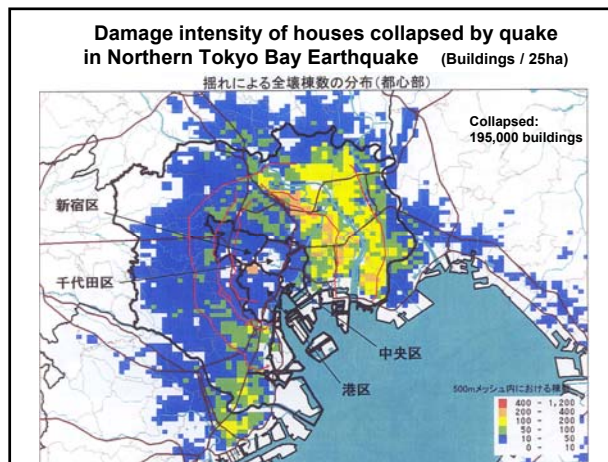 Damage intensity of houses collapsed by quake
in Northern Tokyo Bay Earthquake (Buildings / 25ha)
揺れによる全壊棟数の分布(都心部)
Collapsed:
195,000 buildings
新宿区
千代田区
中央区
港区
500mメッシュ内における棟数
400 - 1,200
200 - 400
100 - 200
50 - 100
10 - 50
0 - 10